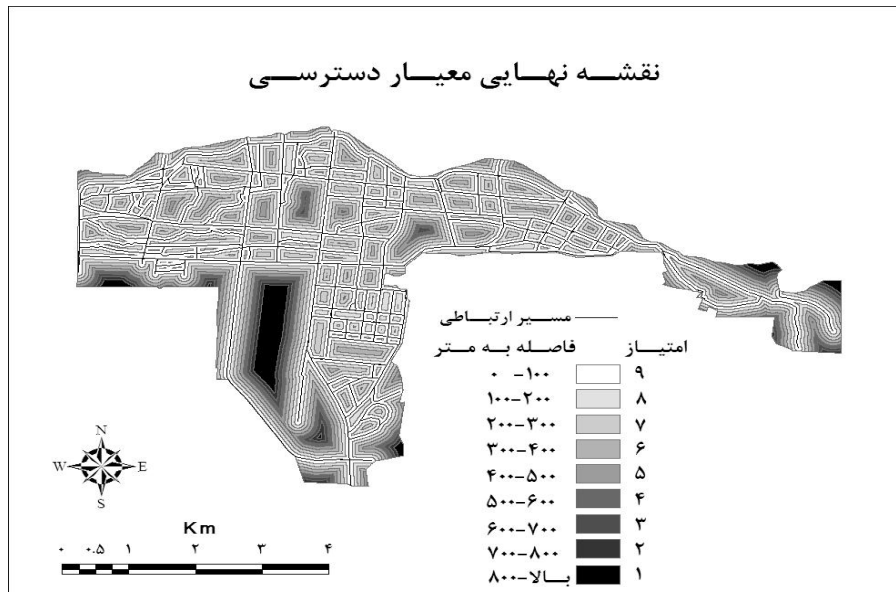 نقشه نهایی معیار دسترسی
مسیر ارتباطی
امتیاز فاصله به متر
۹ ۰ -۱۰۰
۸ ۱۰۰-۲۰۰
۷ ۲۰۰-۳۰۰
۶ ۳۰۰-۴۰۰
۵ ۴۰۰-۵۰۰
۴ ۵۰۰-۶۰۰
۳ ۶۰۰-۷۰۰
۲ ۷۰۰-۸۰۰
۱ بالا-۸۰۰
N
W E
S
Km
۰ ۰.۵ ۱ ۲ ۳ ۴